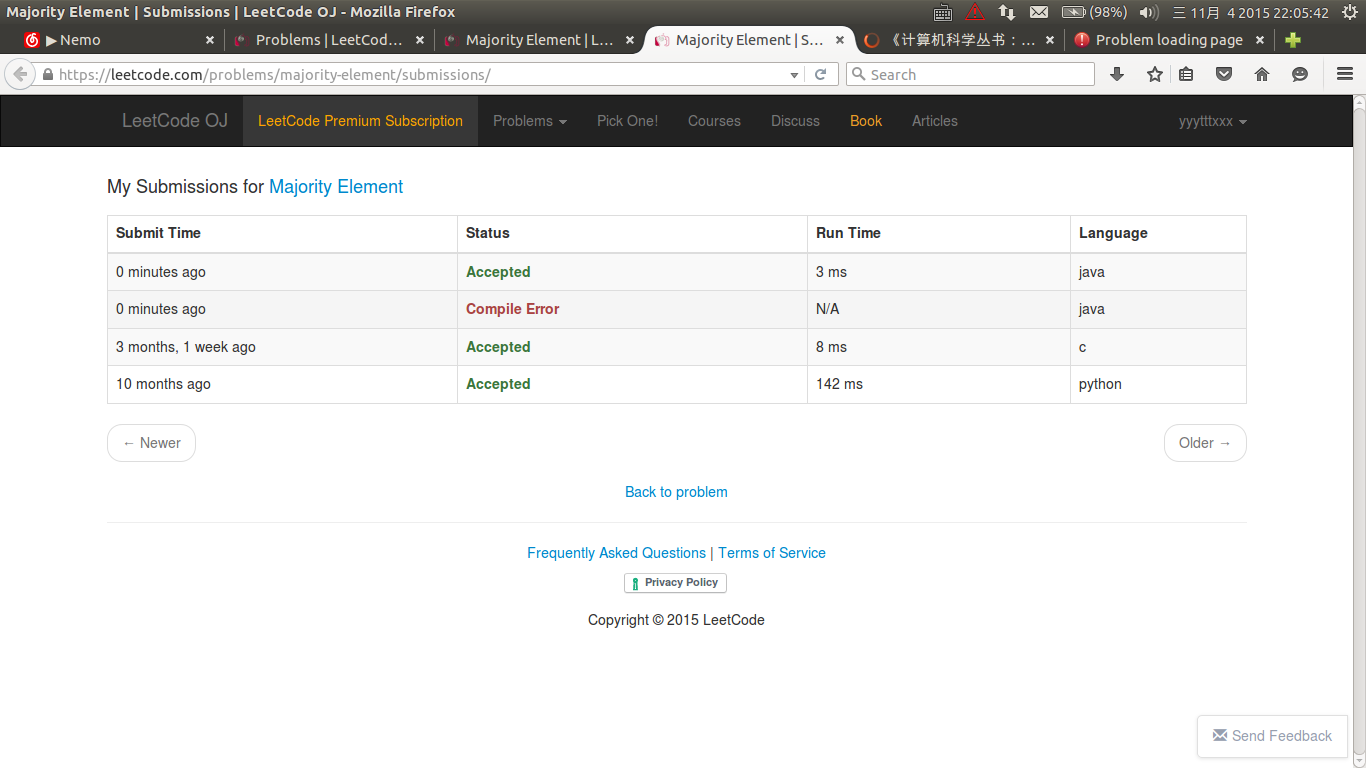 Majority Element | Submissions | LeetCode OJ - Mozilla Firefox
(98%) 三 11月 4 2015 22:05:42
▶ Nemo × Problems | LeetCod... × Majority Element | L... × Majority Element | S... × 《计算机科学丛书：... × Problem loading page ×
https://leetcode.com/problems/majority-element/submissions/ Search
LeetCode OJ LeetCode Premium Subscription Problems Pick One! Courses Discuss Book Articles yyytttxxx
My Submissions for Majority Element
Submit Time Status Run Time Language
0 minutes ago Accepted 3 ms java
0 minutes ago Compile Error N/A java
3 months, 1 week ago Accepted 8 ms c
10 months ago Accepted 142 ms python
← Newer Older →
Back to problem
Frequently Asked Questions | Terms of Service
Privacy Policy
Copyright © 2015 LeetCode
Send Feedback